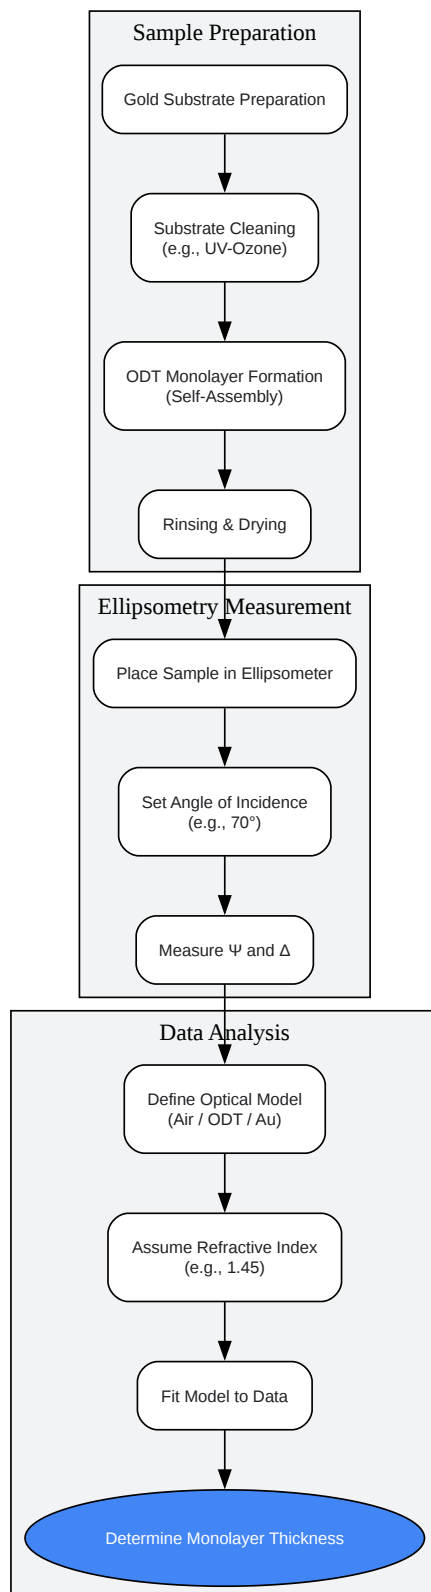 Sample Preparation
Gold Substrate Preparation
Substrate Cleaning
(e.g., UV-Ozone)
ODT Monolayer Formation
(Self-Assembly)
Rinsing & Drying
Ellipsometry Measurement
Place Sample in Ellipsometer
Set Angle of Incidence
(e.g., 70°)
Measure Ψ and Δ
Data Analysis
Define Optical Model
(Air / ODT / Au)
Assume Refractive Index
(e.g., 1.45)
Fit Model to Data
Determine Monolayer Thickness